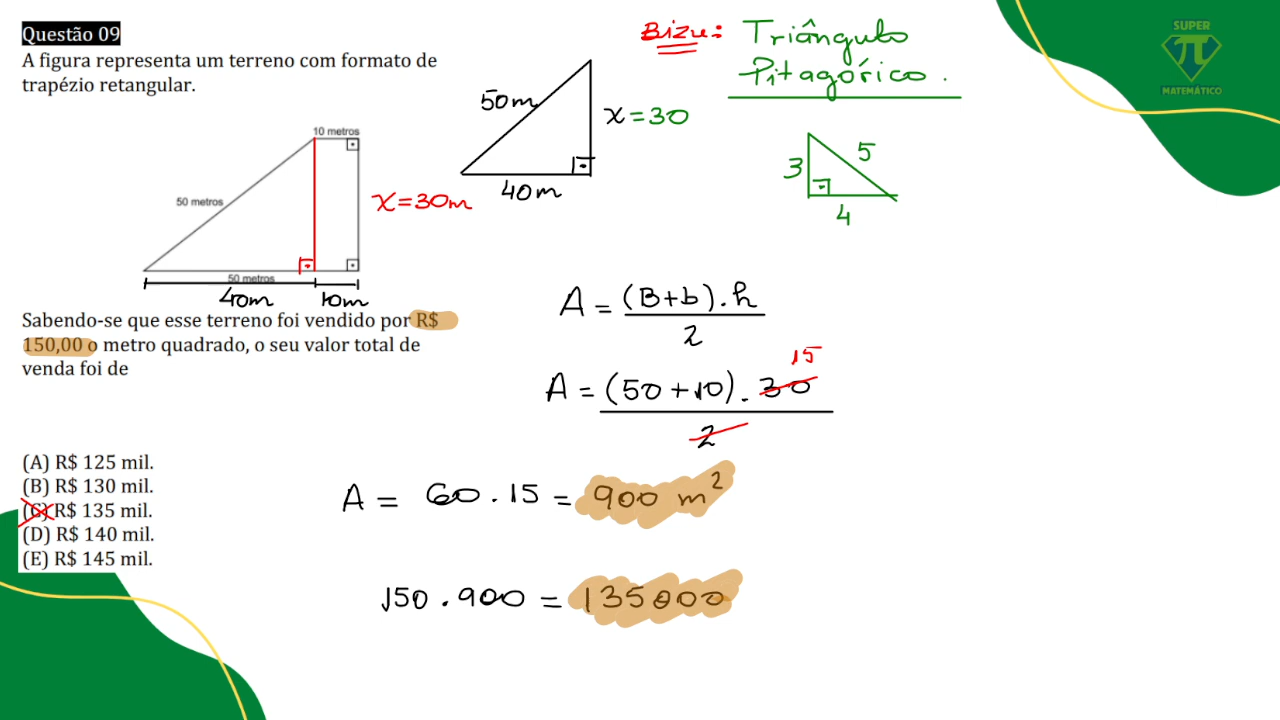 Questão 09
A figura representa um terreno com formato de
trapézio retangular.
10 metros
50 metros
50 metros
x=30m
40m
10m
50m
x=30
40m
Bizu: Triângulo
Pitagórico.
3
5
4
SUPER
π
MATEMÁTICO
Sabendo-se que esse terreno foi vendido por R$
150,00 o metro quadrado, o seu valor total de
venda foi de
(A) R$ 125 mil.
(B) R$ 130 mil.
(C) R$ 135 mil.
(D) R$ 140 mil.
(E) R$ 145 mil.
A = (B+b).h
2
15
A = (50+10).30
2
A = 60.15 = 900 m²
150.900 = 135000